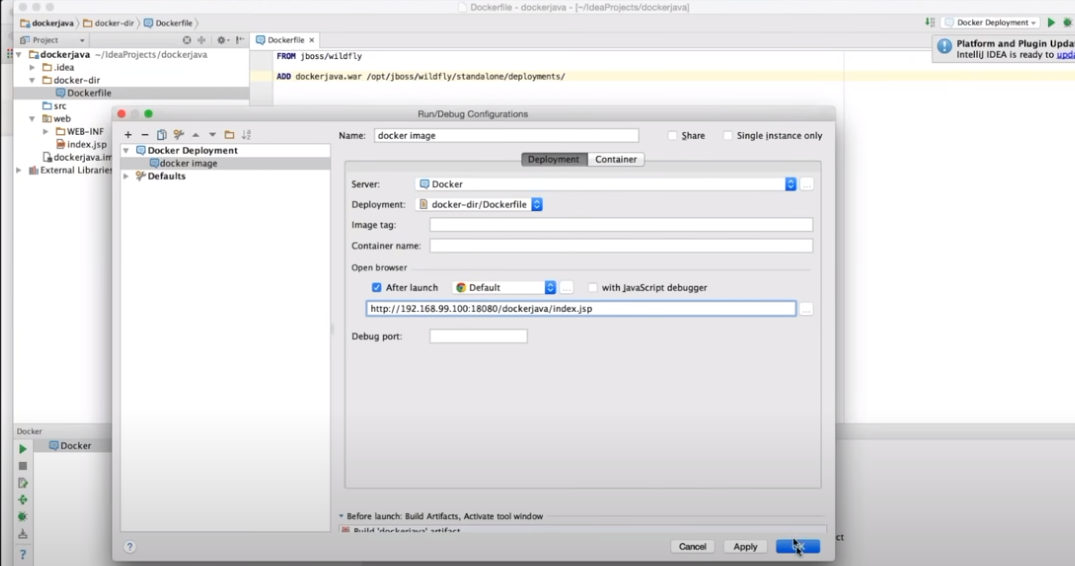 Dockerfile - dockerjava - [~/IdeaProjects/dockerjava]
dockerjava
docker-dir
Dockerfile
Docker Deployment
Project
Dockerfile
Platform and Plugin Upda
IntelliJ IDEA is ready to upda
dockerjava ~/IdeaProjects/dockerjava
.idea
docker-dir
Dockerfile
src
web
WEB-INF
index.jsp
dockerjava.im
External Libraries
FROM jboss/wildfly
ADD dockerjava.war /opt/jboss/wildfly/standalone/deployments/
Run/Debug Configurations
Name: docker image
Share
Single instance only
Docker Deployment
docker image
Defaults
Deployment
Container
Server: Docker
Deployment: docker-dir/Dockerfile
Image tag:
Container name:
Open browser
After launch
Default
with JavaScript debugger
http://192.168.99.100:18080/dockerjava/index.jsp
Debug port:
Before launch: Build Artifacts, Activate tool window
Build 'dockerjava' artifact
Cancel
Apply
Docker
Docker
ct